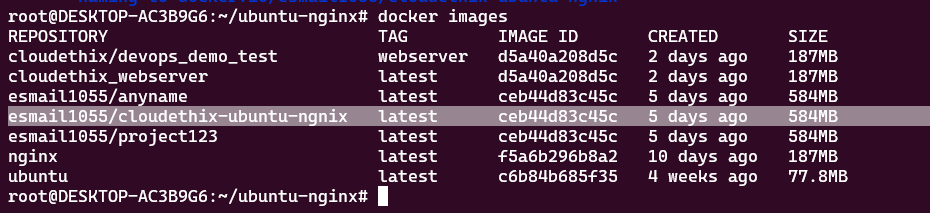 root@DESKTOP-AC3B9G6:~/ubuntu-nginx# docker images
REPOSITORY TAG IMAGE ID CREATED SIZE
cloudethix/devops_demo_test webserver d5a40a208d5c 2 days ago 187MB
cloudethix_webserver latest d5a40a208d5c 2 days ago 187MB
esmail1055/anyname latest ceb44d83c45c 5 days ago 584MB
esmail1055/cloudethix-ubuntu-ngnix latest ceb44d83c45c 5 days ago 584MB
esmail1055/project123 latest ceb44d83c45c 5 days ago 584MB
nginx latest f5a6b296b8a2 10 days ago 187MB
ubuntu latest c6b84b685f35 4 weeks ago 77.8MB
root@DESKTOP-AC3B9G6:~/ubuntu-nginx#